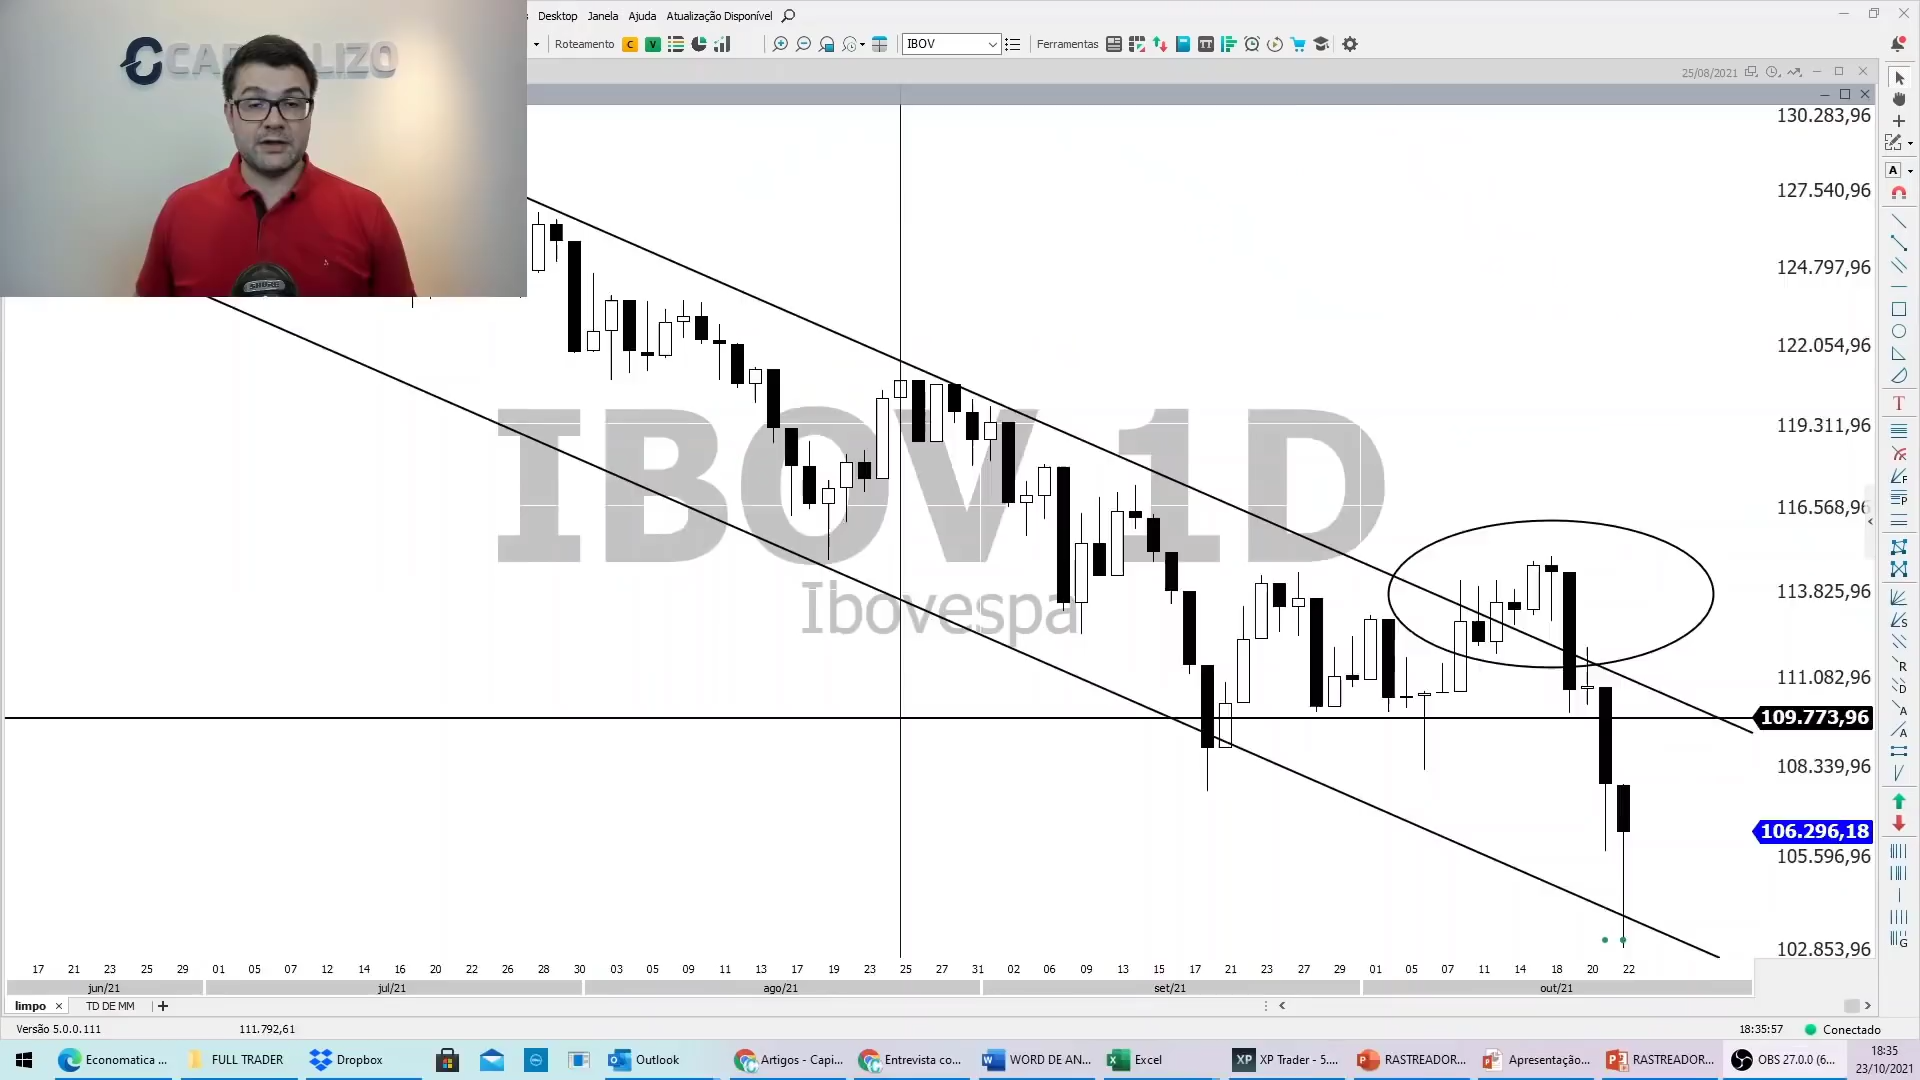 Desktop Janela Ajuda Atualização Disponível
Roteamento C V IBOV Ferramentas
25/08/2021
130.283,96
127.540,96
124.797,96
122.054,96
119.311,96
116.568,96
113.825,96
111.082,96
109.773,96
108.339,96
106.296,18
105.596,96
102.853,96
IBOV 1D
Ibovespa
SHURE
17 21 23 25 29 01 05 07 12 14 16 20 22 26 28 30 03 05 09 11 13 17 19 23 25 27 31 02 06 09 13 15 17 21 23 27 29 01 05 07 11 14 18 20 22
jun/21 jul/21 ago/21 set/21 out/21
limpo TD DE MM
Versão 5.0.0.111 111.792,61 18:35:57 Conectado
Economatica ... FULL TRADER Dropbox Outlook Artigos - Capi... Entrevista co... WORD DE AN... Excel XP XP Trader - 5.... RASTREADOR... Apresentação... RASTREADOR... OBS 27.0.0 (6...
18:35
23/10/2021